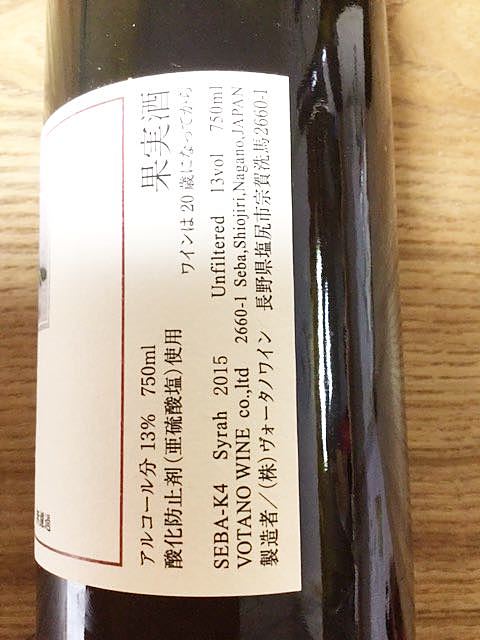 果実酒
ワインは20歳になってから
アルコール分 13% 750ml
酸化防止剤(亜硫酸塩)使用
SEBA-K4 Syrah 2015 Unfiltered 13vol 750ml
VOTANO WINE co.,ltd 2660-1 Seba,Shiojiri,Nagano,JAPAN
製造者/(株)ヴォータノワイン 長野県塩尻市宗賀洗馬2660-1